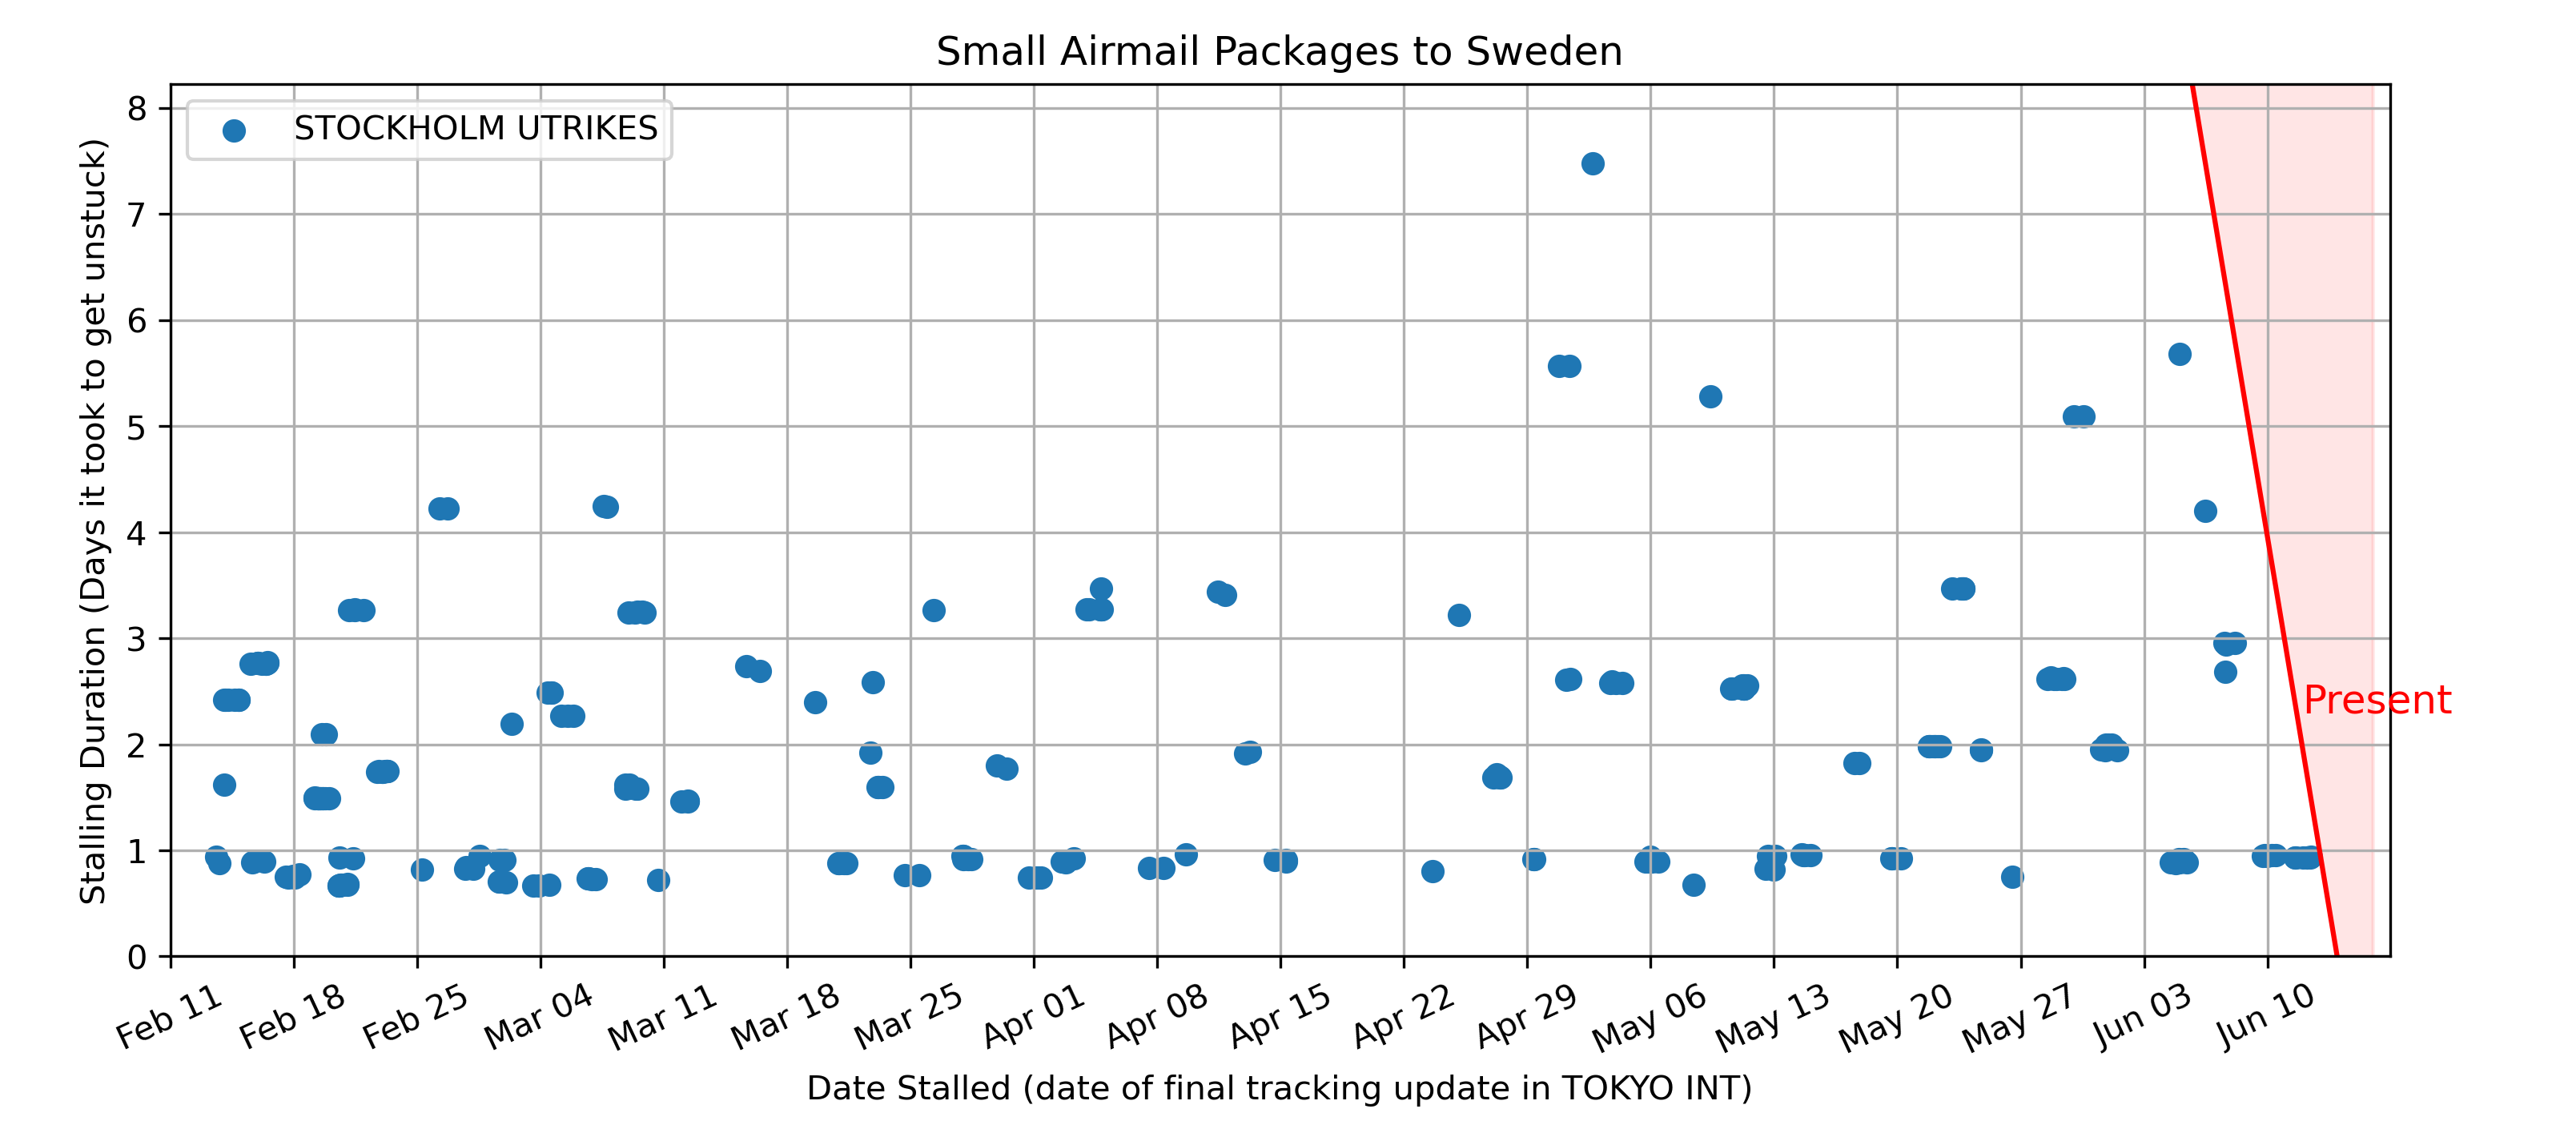 Small Airmail Packages to Sweden
STOCKHOLM UTRIKES
Stalling Duration (Days it took to get unstuck)
8
7
6
5
4
3
2
1
0
Present
Feb 11 Feb 18 Feb 25 Mar 04 Mar 11 Mar 18 Mar 25 Apr 01 Apr 08 Apr 15 Apr 22 Apr 29 May 06 May 13 May 20 May 27 Jun 03 Jun 10
Date Stalled (date of final tracking update in TOKYO INT)